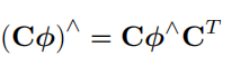 (𝐂𝝓)^∧ = 𝐂𝝓^∧𝐂^T